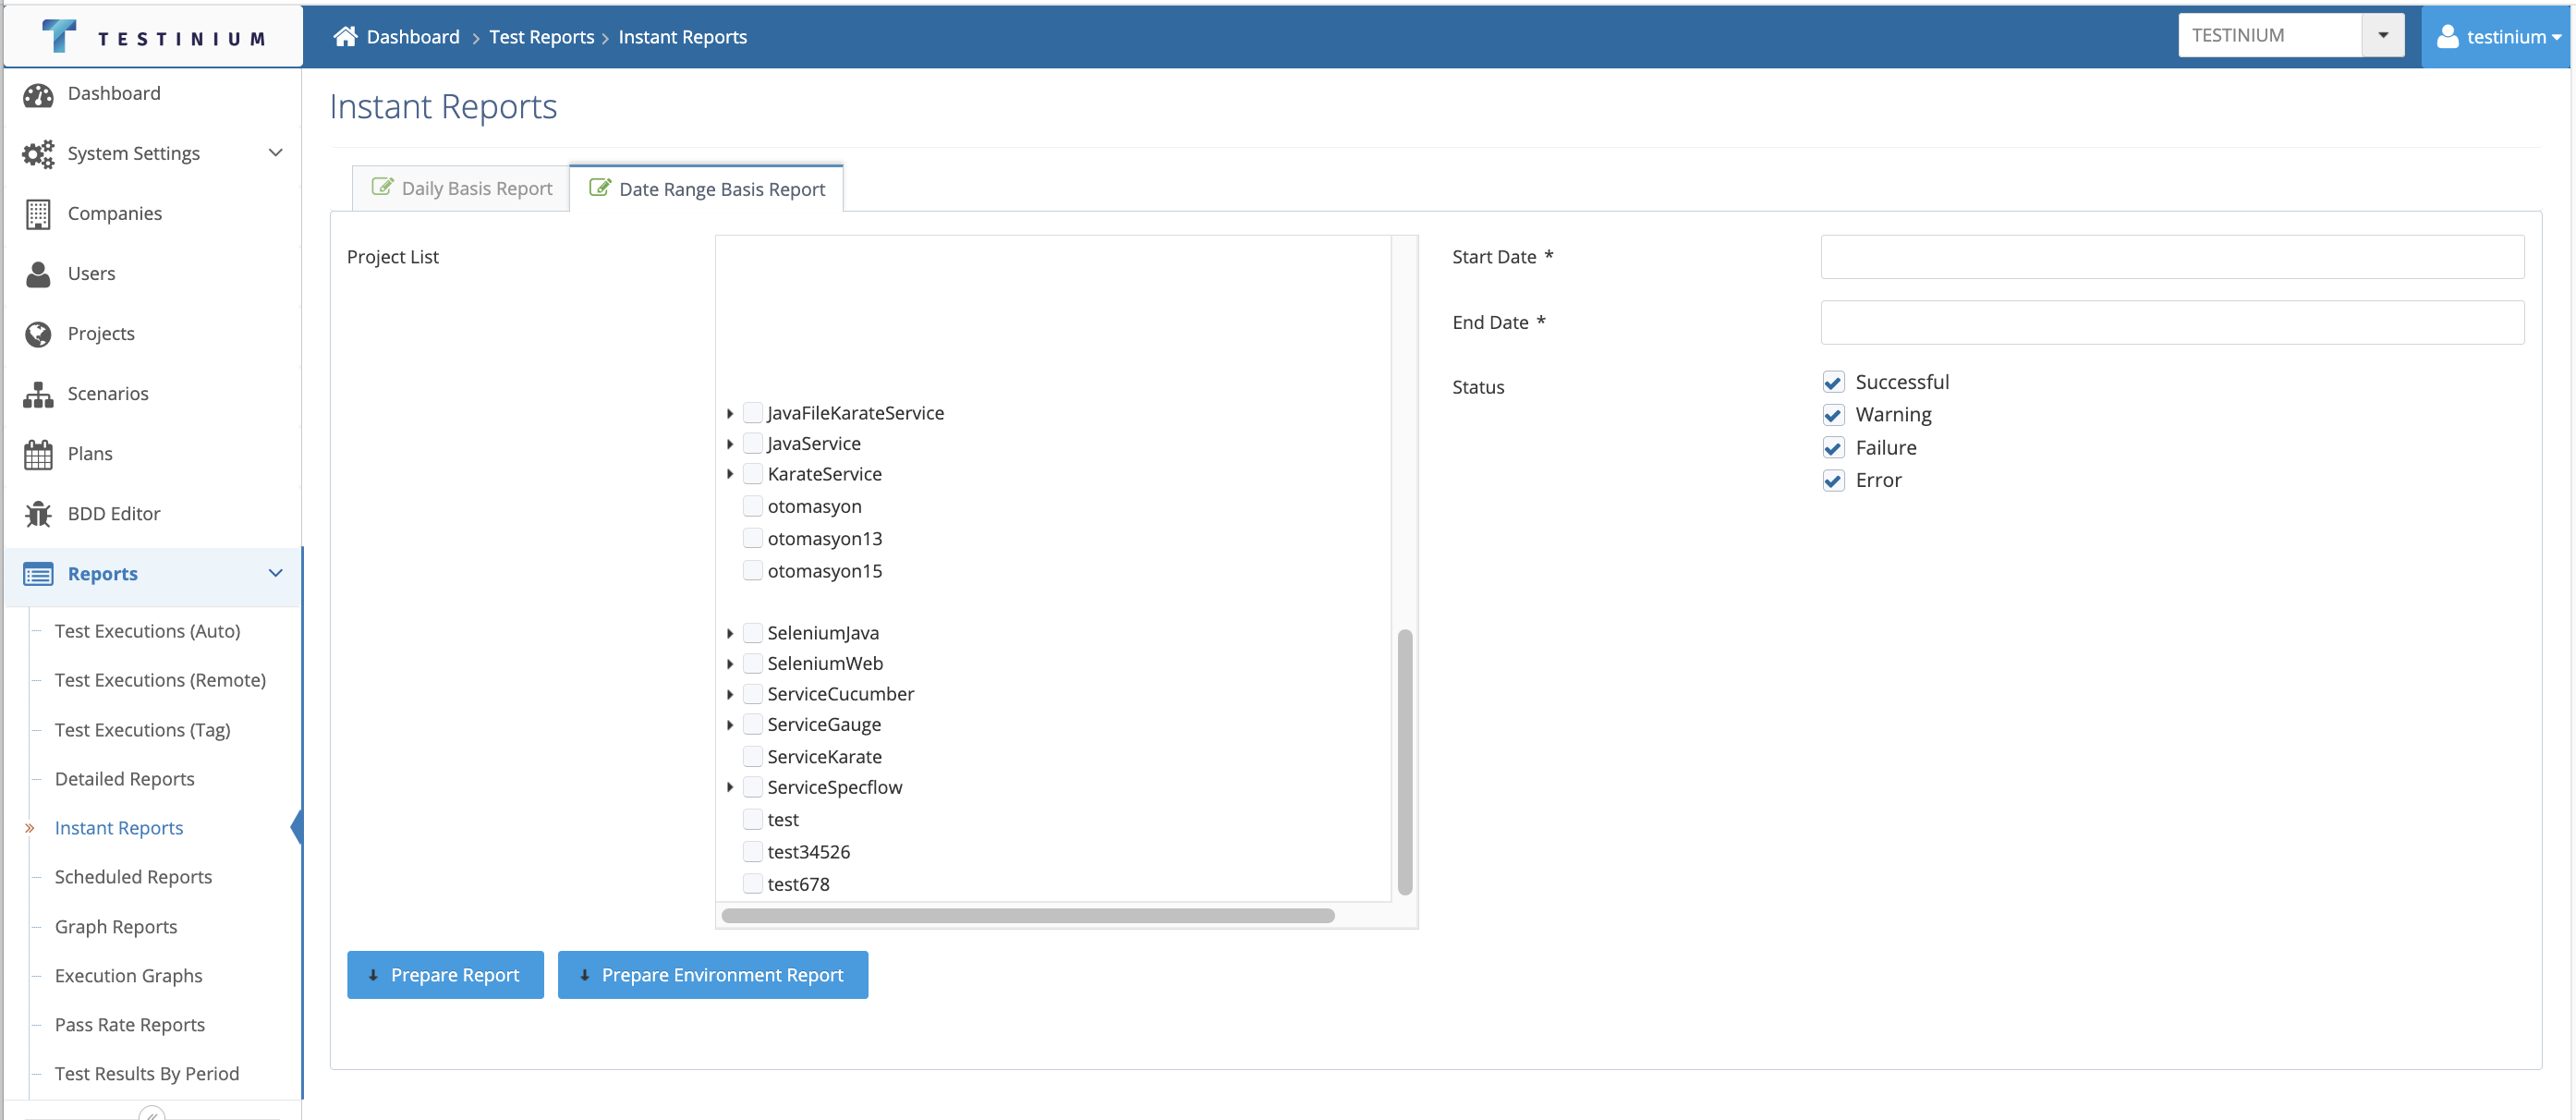 TESTINIUM
Dashboard > Test Reports > Instant Reports
TESTINIUM
testinium
Dashboard
System Settings
Companies
Users
Projects
Scenarios
Plans
BDD Editor
Reports
Test Executions (Auto)
Test Executions (Remote)
Test Executions (Tag)
Detailed Reports
» Instant Reports
Scheduled Reports
Graph Reports
Execution Graphs
Pass Rate Reports
Test Results By Period
Instant Reports
Daily Basis Report
Date Range Basis Report
Project List
JavaFileKarateService
JavaService
KarateService
otomasyon
otomasyon13
otomasyon15
SeleniumJava
SeleniumWeb
ServiceCucumber
ServiceGauge
ServiceKarate
ServiceSpecflow
test
test34526
test678
Start Date *
End Date *
Status
Successful
Warning
Failure
Error
Prepare Report
Prepare Environment Report